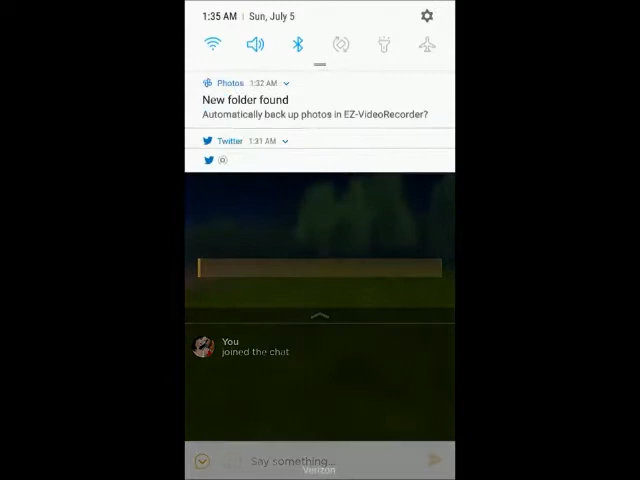 1:35 AM | Sun, July 5
Photos 1:32 AM
New folder found
Automatically back up photos in EZ-VideoRecorder?
Twitter 1:31 AM
You
joined the chat
Say something...
Verizon